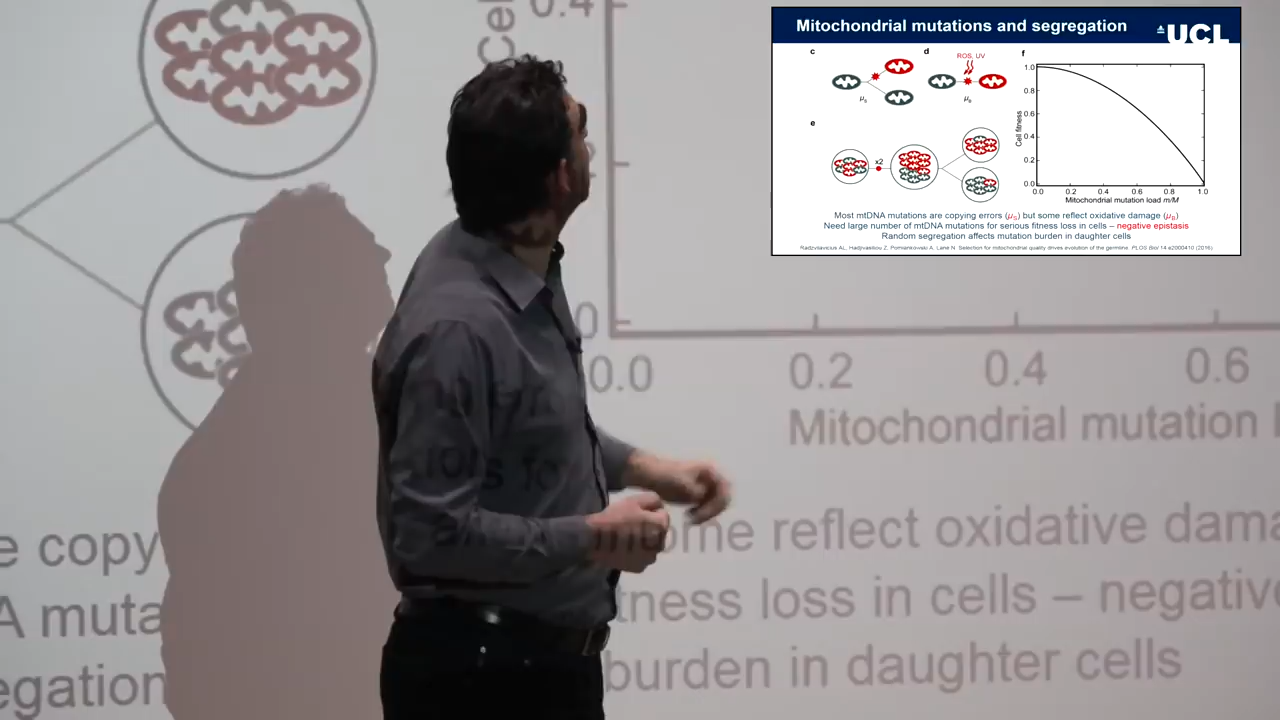 Mitochondrial mutations and segregation
UCL
c
d
ROS, UV
f
μs
μB
e
x2
1.0
0.8
0.6
0.4
0.2
0.0
Cell fitness
0.0 0.2 0.4 0.6 0.8 1.0
Mitochondrial mutation load m/M
Most mtDNA mutations are copying errors (μs) but some reflect oxidative damage (μB)
Need large number of mtDNA mutations for serious fitness loss in cells – negative epistasis
Random segregation affects mutation burden in daughter cells
Radzvilavicius AL, Hadjivasiliou Z, Pomiankowski A, Lane N. Selection for mitochondrial quality drives evolution of the germline. PLOS Biol 14 e2000410 (2016)
Cel
0.4
0
0.0 0.2 0.4 0.6
Mitochondrial mutation l
e copy ome reflect oxidative dama
A muta tness loss in cells – negative
egation burden in daughter cells